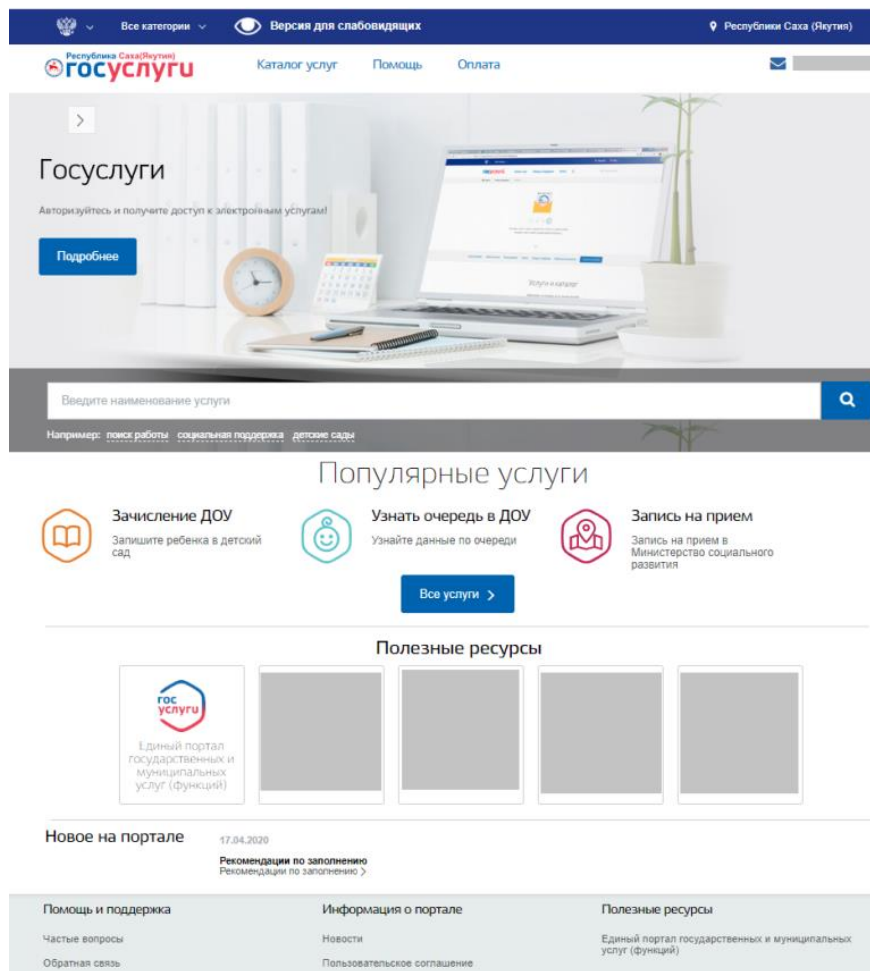 Все категории
Версия для слабовидящих
Республики Саха (Якутия)
Республика Саха(Якутия)
госуслуги
Каталог услуг
Помощь
Оплата
Госуслуги
Авторизуйтесь и получите доступ к электронным услугам!
Подробнее
Введите наименование услуги
Например: поиск работы социальная поддержка детские сады
Популярные услуги
Зачисление ДОУ
Запишите ребенка в детский
сад
Узнать очередь в ДОУ
Узнайте данные по очереди
Запись на прием
Запись на прием в
Министерство социального
развития
Все услуги
Полезные ресурсы
гос
услуги
Единый портал
государственных и
муниципальных
услуг (функций)
Новое на портале
17.04.2020
Рекомендации по заполнению
Рекомендации по заполнению
Помощь и поддержка
Частые вопросы
Обратная связь
Информация о портале
Новости
Пользовательское соглашение
Полезные ресурсы
Единый портал государственных и муниципальных
услуг (функций)